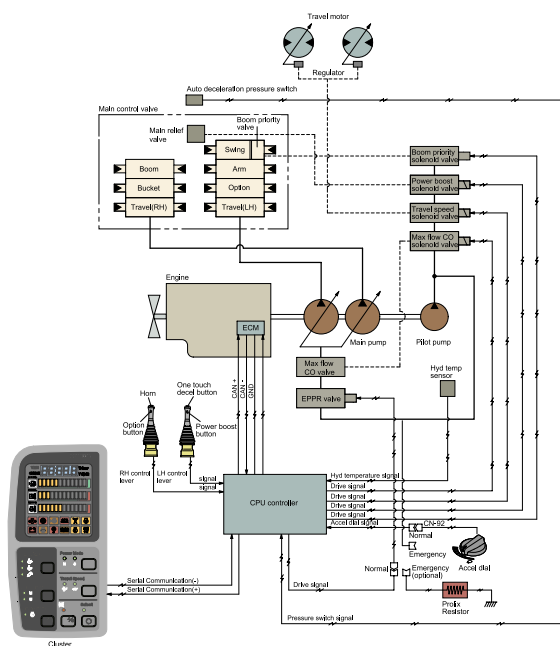 Travel motor
Regulator
Auto deceleration pressure switch
Main control valve
Boom priority
valve
Main relief
valve
Swing
Boom
Arm
Bucket
Option
Travel(RH)
Travel(LH)
Boom priority
solenoid valve
Power boost
solenoid valve
Travel speed
solenoid valve
Max flow CO
solenoid valve
Engine
ECM
Main pump
Pilot pump
Max flow
CO valve
EPPR valve
Hyd temp
sensor
CAN +
CAN -
GND
Horn
One touch
decel button
Option
button
Power boost
button
RH control
lever
LH control
lever
signal
signal
CPU controller
Hyd temperature signal
Drive signal
Drive signal
Drive signal
Drive signal
Accel dial signal
CN-92
Normal
Emergency
Accel dial
Normal
Emergency
(optional)
Prolix
Resistor
Drive signal
Pressure switch signal
Serial Communication(-)
Serial Communication(+)
Power Mode
Travel Speed
Select
Cluster